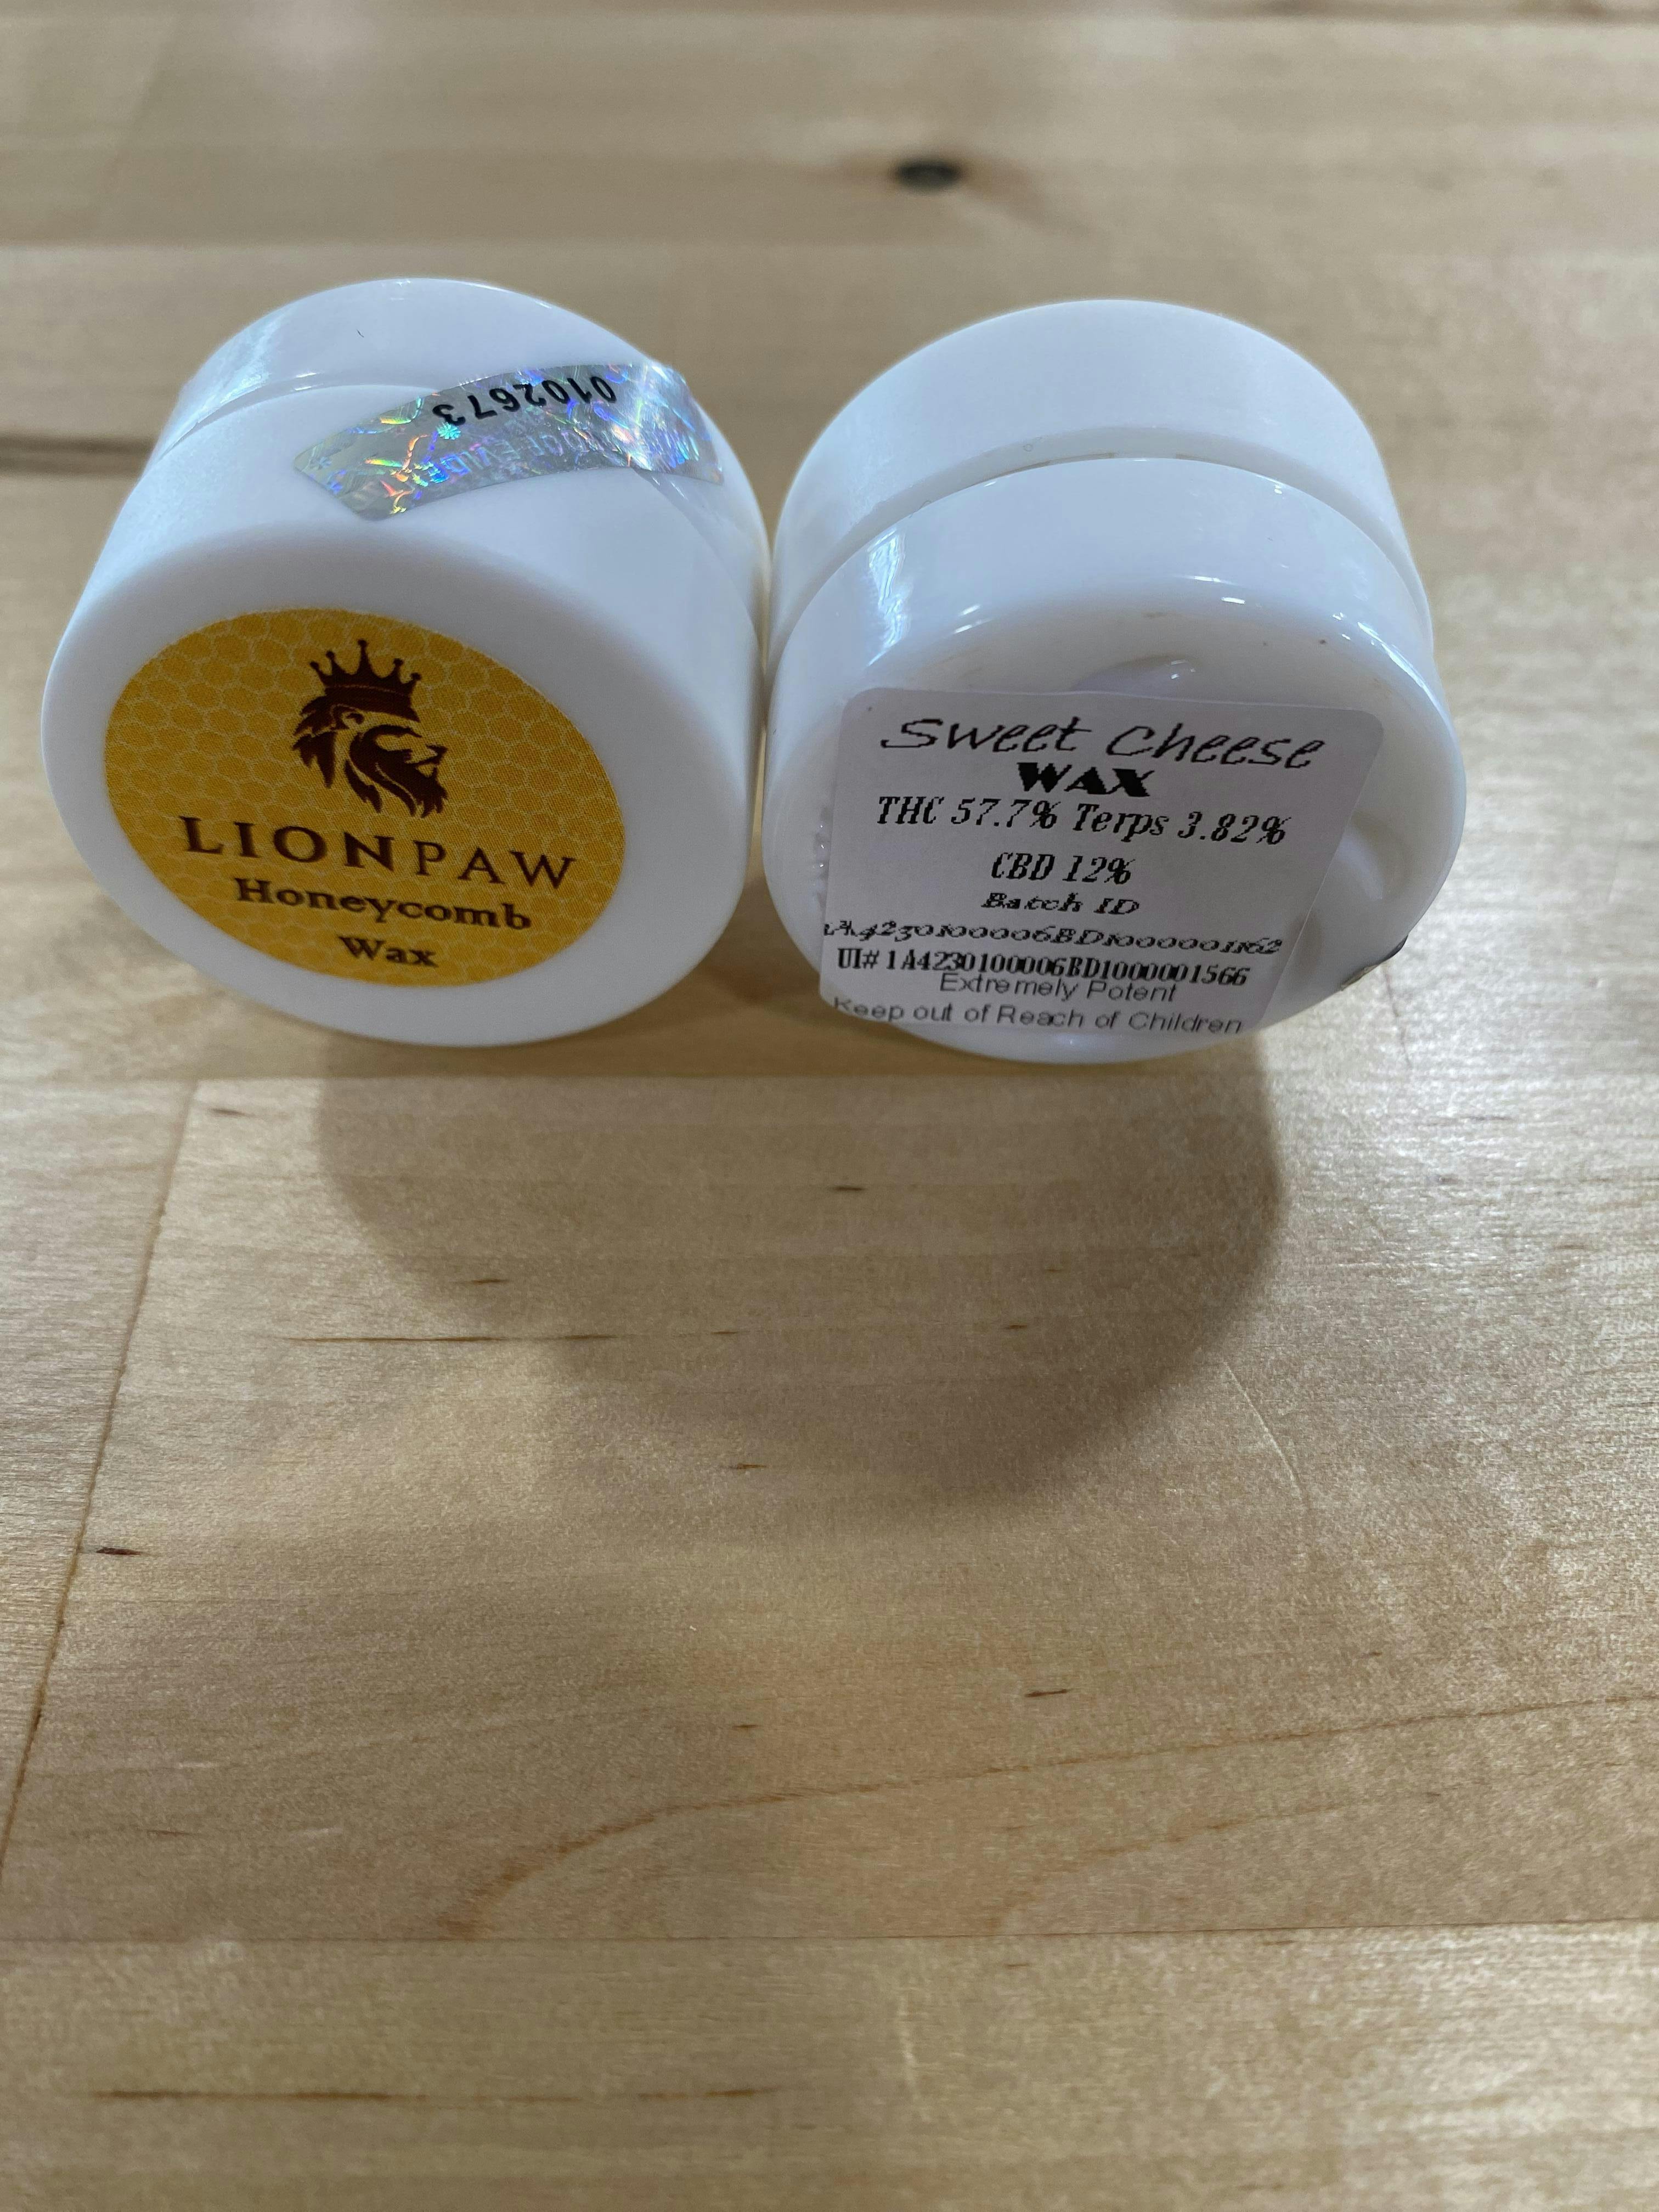 0102673
LIONPAW
Honeycomb
Wax
Sweet Cheese
WAX
THC 57.7% Terps 3.82%
CBD 12%
Batch ID
UI# 1A4230100006BD1000001566
Extremely Potent
Keep out of Reach of Children